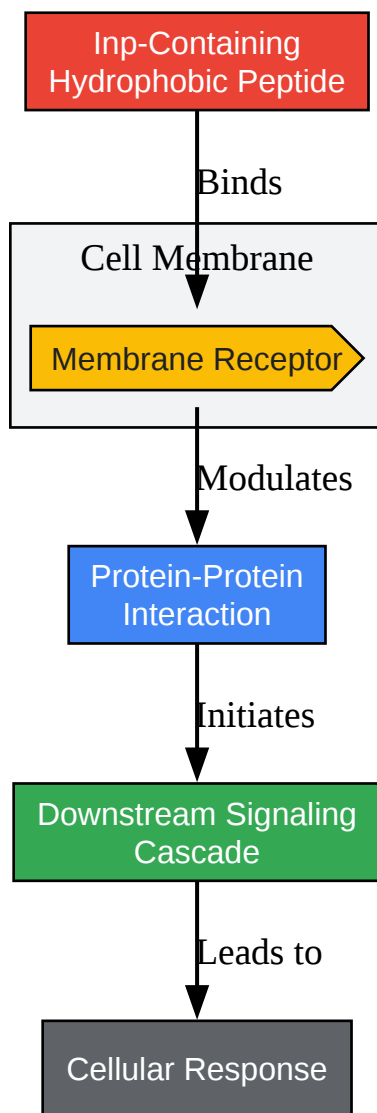 Inp-Containing
Hydrophobic Peptide
Binds
Cell Membrane
Membrane Receptor
Modulates
Protein-Protein
Interaction
Initiates
Downstream Signaling
Cascade
Leads to
Cellular Response